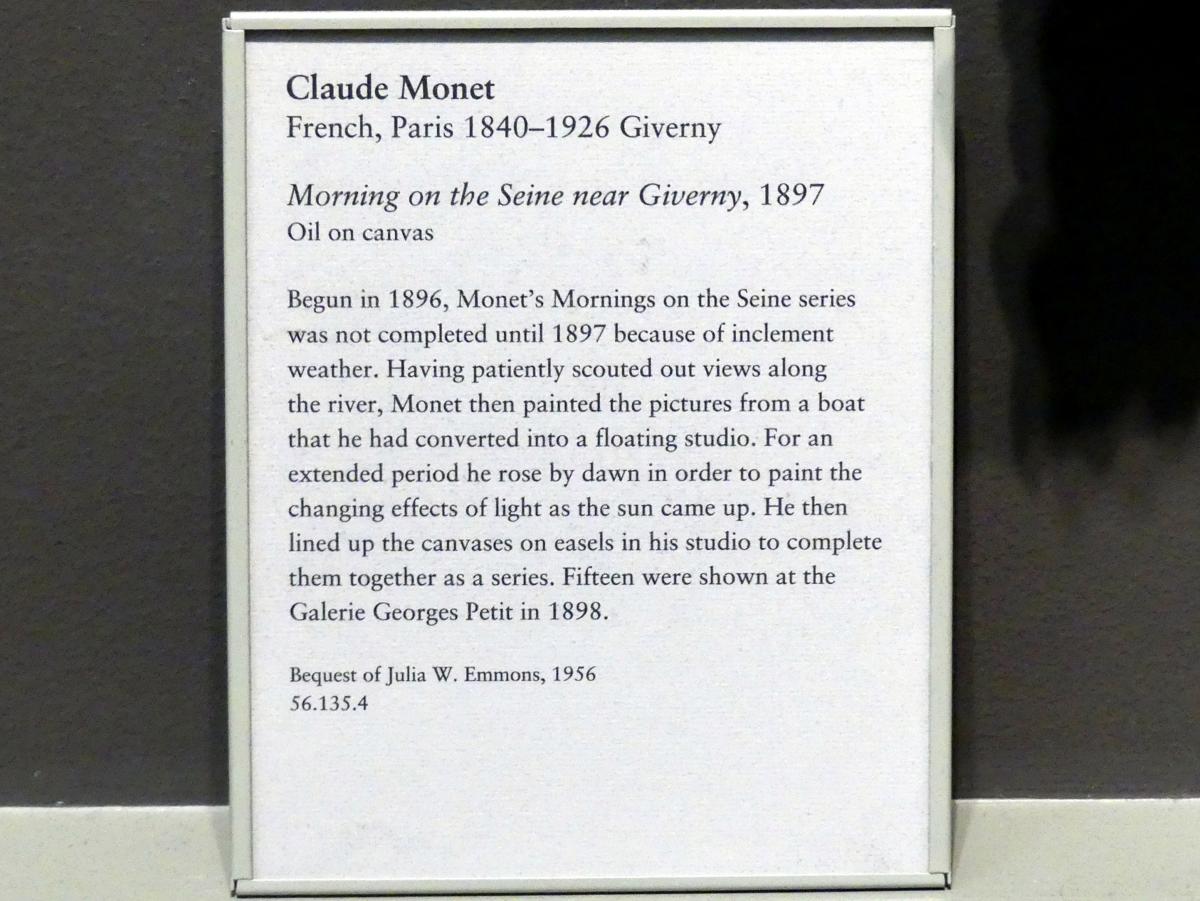 Claude Monet
French, Paris 1840–1926 Giverny
Morning on the Seine near Giverny, 1897
Oil on canvas
Begun in 1896, Monet’s Mornings on the Seine series
was not completed until 1897 because of inclement
weather. Having patiently scouted out views along
the river, Monet then painted the pictures from a boat
that he had converted into a floating studio. For an
extended period he rose by dawn in order to paint the
changing effects of light as the sun came up. He then
lined up the canvases on easels in his studio to complete
them together as a series. Fifteen were shown at the
Galerie Georges Petit in 1898.
Bequest of Julia W. Emmons, 1956
56.135.4